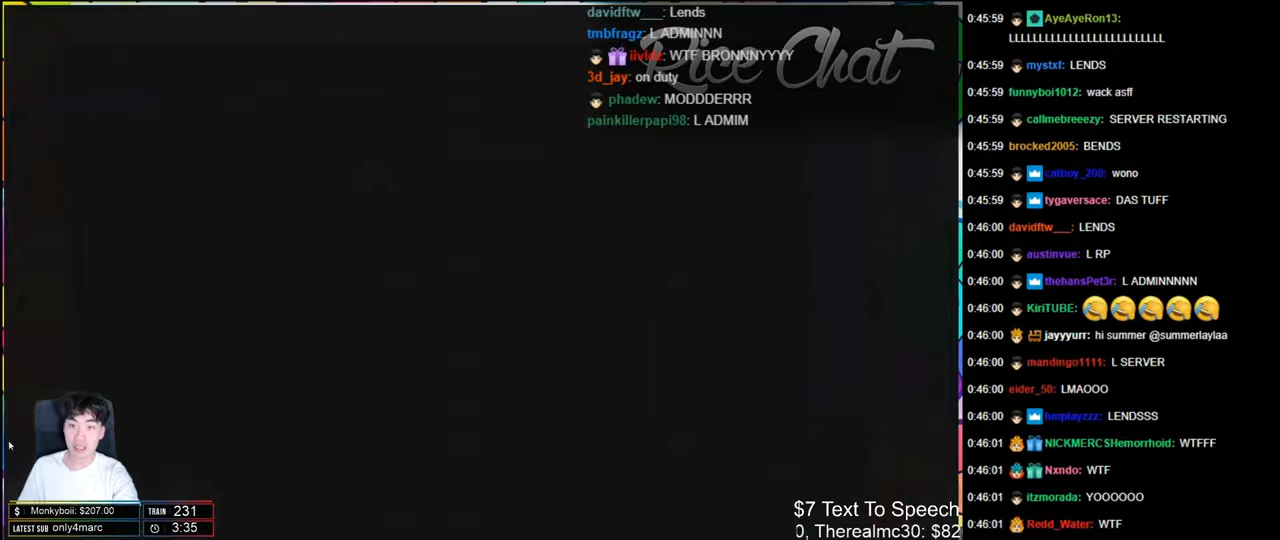 davidftw___: Lends
tmbfragz: L ADMINNN
iivldz: WTF BRONNNYYYY
3d_jay: on duty
phadew: MODDDERRR
painkillerpapi98: L ADMIM
Rice Chat
0:45:59 AyeAyeRon13:
LLLLLLLLLLLLLLLLLLLLLLLLL
0:45:59 mystxf: LENDS
0:45:59 funnyboi1012: wack asff
0:45:59 callmebreeezy: SERVER RESTARTING
0:45:59 brocked2005: BENDS
0:45:59 catboy_200: wono
0:45:59 tygaversace: DAS TUFF
0:46:00 davidftw___: LENDS
0:46:00 austinvue: L RP
0:46:00 thehansPet3r: L ADMINNNNN
0:46:00 KiriTUBE:
0:46:00 jayyyurr: hi summer @summerlaylaa
0:46:00 mandingo1111: L SERVER
0:46:00 eider_50: LMAOOO
0:46:00 hmplayzzz: LENDSSS
0:46:01 NICKMERCSHemorrhoid: WTFFF
0:46:01 Nxndo: WTF
0:46:01 itzmorada: YOOOOOO
0:46:01 Redd_Water: WTF
$ Monkyboii: $207.00
TRAIN 231
LATEST SUB only4marc
3:35
$7 Text To Speech
0, Therealmc30: $82